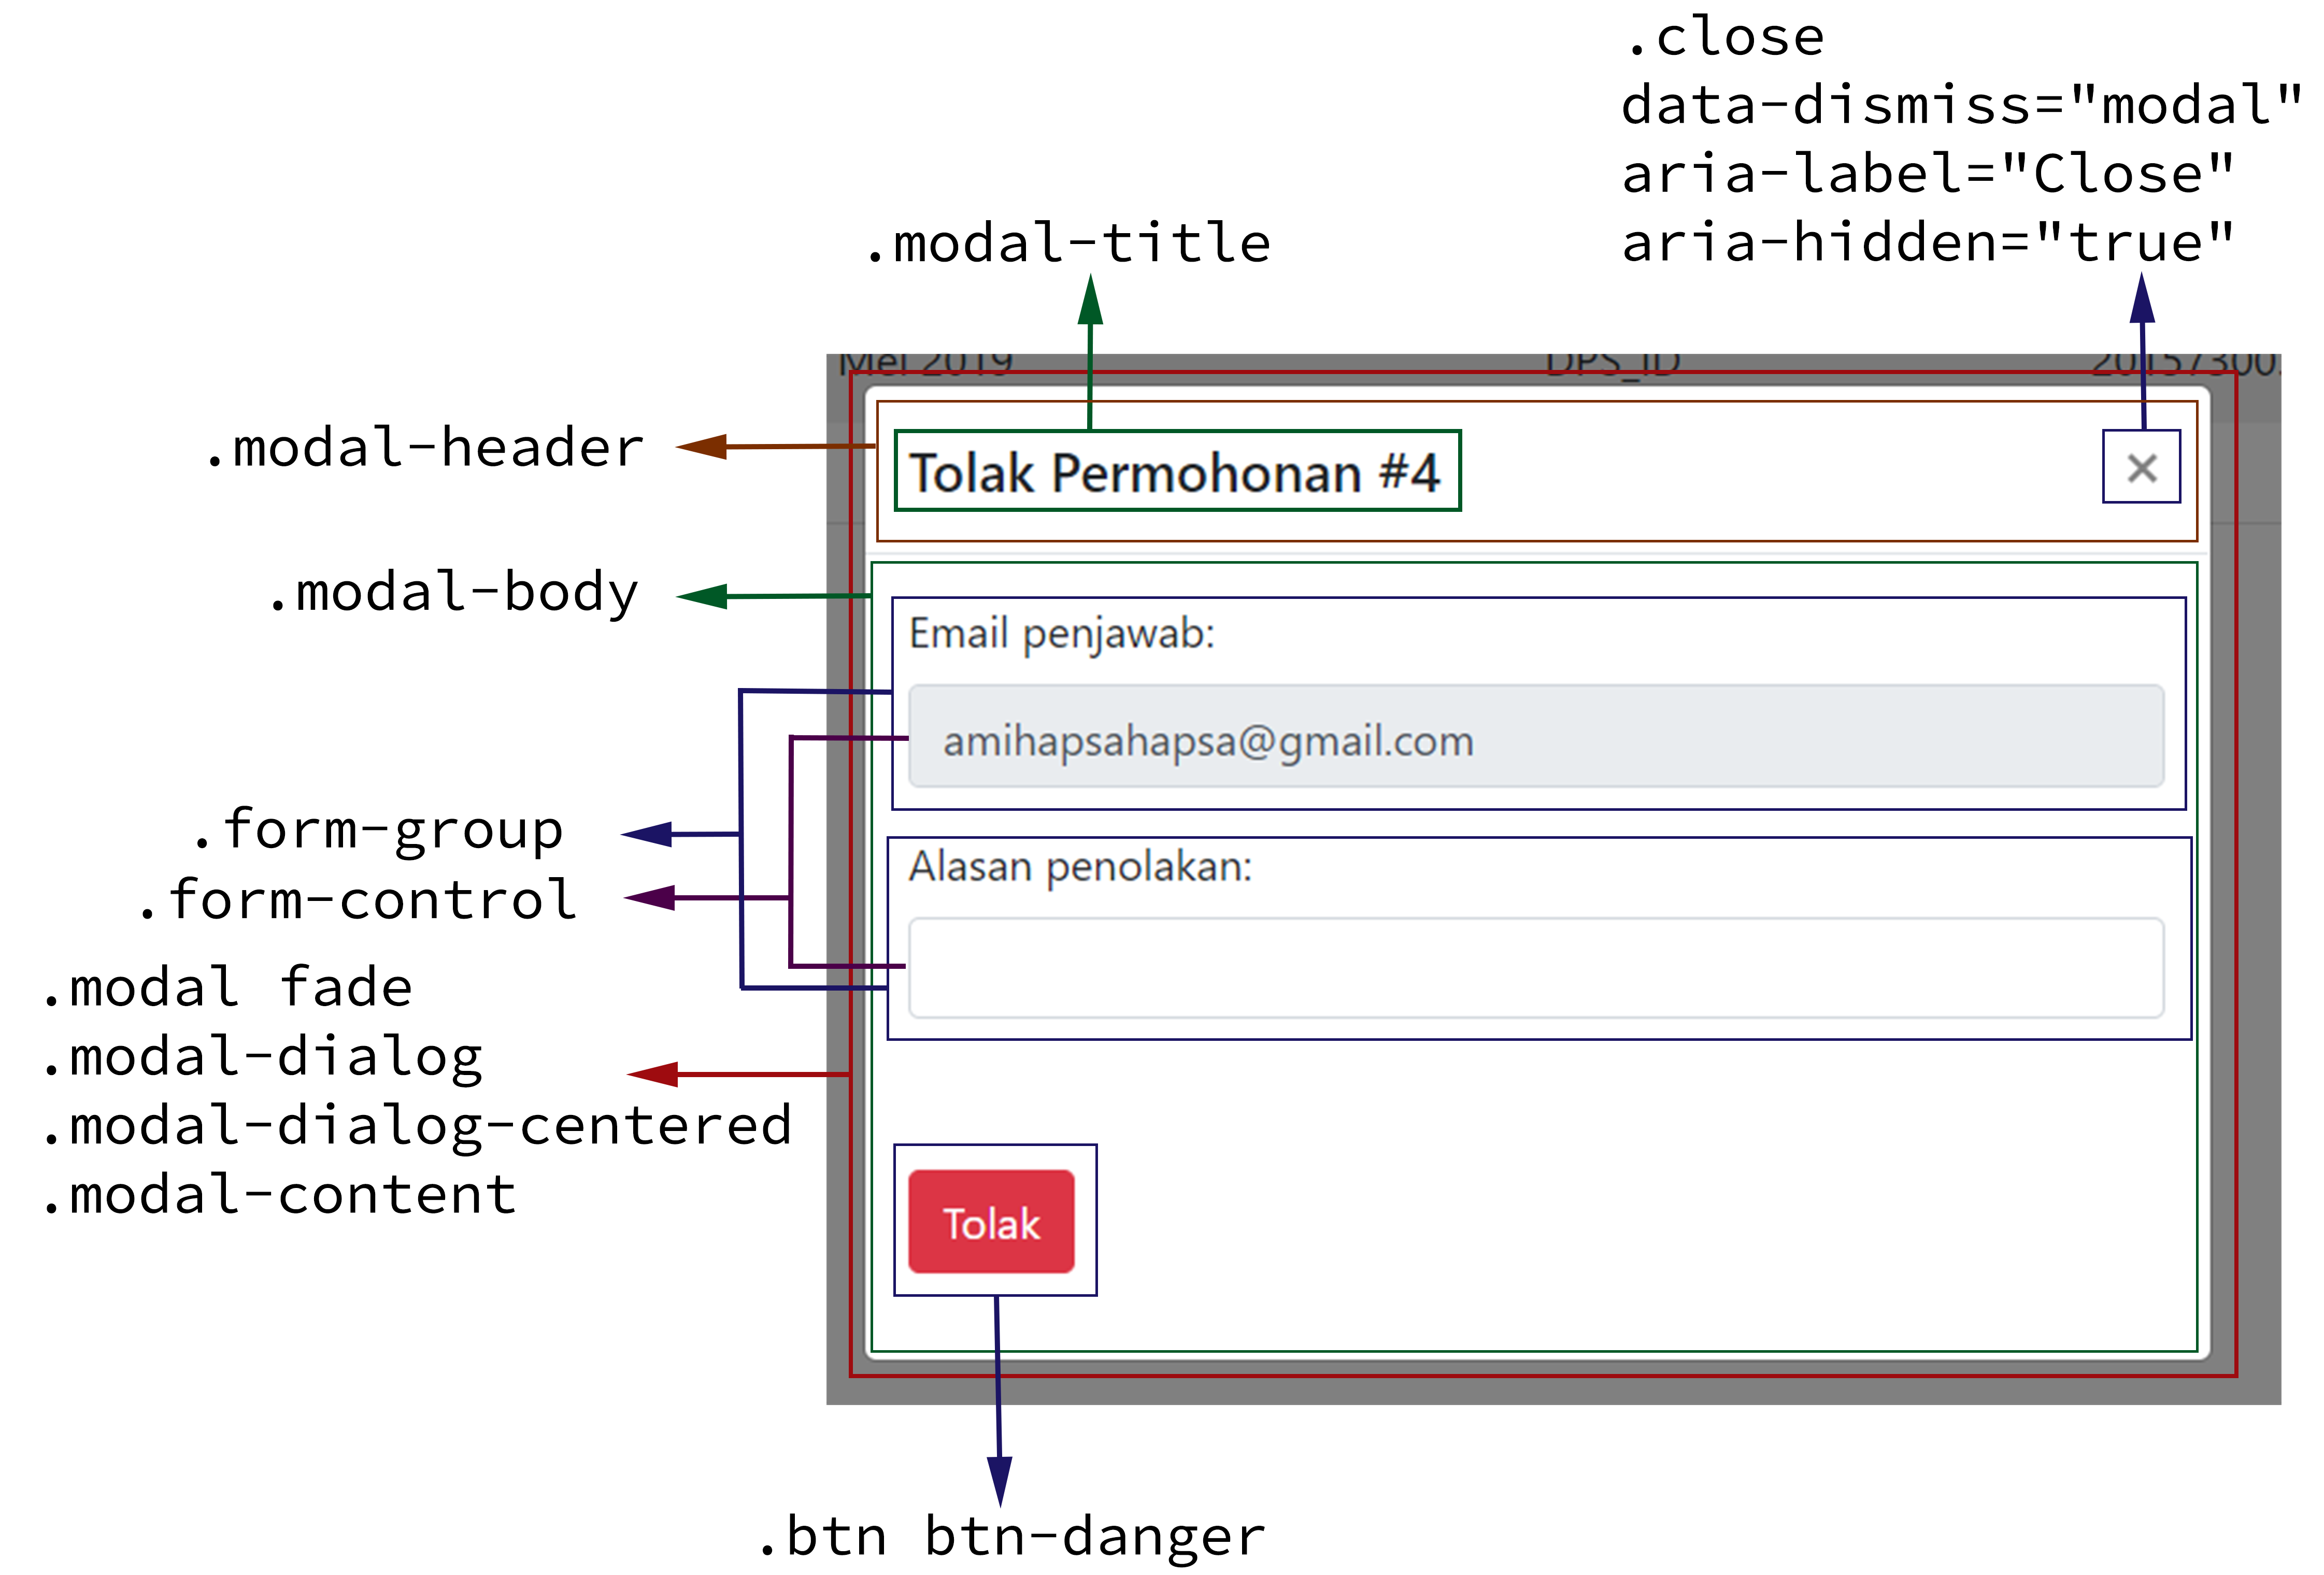 .close
data-dismiss="modal"
aria-label="Close"
aria-hidden="true"
.modal-title
Mei 2019 DPS_ID 20157300
.modal-header
Tolak Permohonan #4
×
.modal-body
Email penjawab:
amihapsahapsa@gmail.com
.form-group
Alasan penolakan:
.form-control
.modal fade
.modal-dialog
.modal-dialog-centered
.modal-content
Tolak
.btn btn-danger